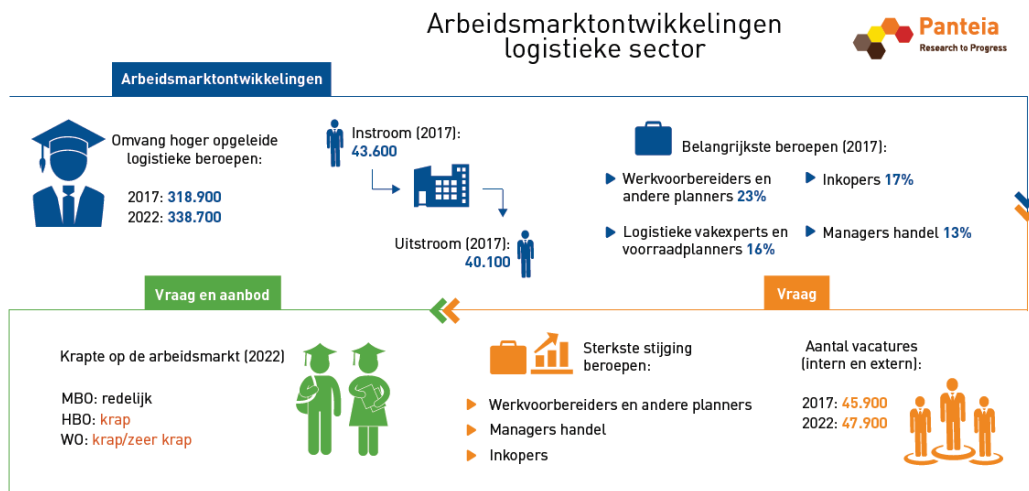 Arbeidsmarktontwikkelingen
logistieke sector
Panteia
Research to Progress
Arbeidsmarktontwikkelingen
Omvang hoger opgeleide
logistieke beroepen:
2017: 318.900
2022: 338.700
Instroom (2017):
43.600
Uitstroom (2017):
40.100
Belangrijkste beroepen (2017):
Werkvoorbereiders en
andere planners 23%
Inkopers 17%
Logistieke vakexperts en
voorraadplanners 16%
Managers handel 13%
Vraag
Aantal vacatures
(intern en extern):
2017: 45.900
2022: 47.900
Sterkste stijging
beroepen:
Werkvoorbereiders en andere planners
Managers handel
Inkopers
Vraag en aanbod
Krapte op de arbeidsmarkt (2022)
MBO: redelijk
HBO: krap
WO: krap/zeer krap